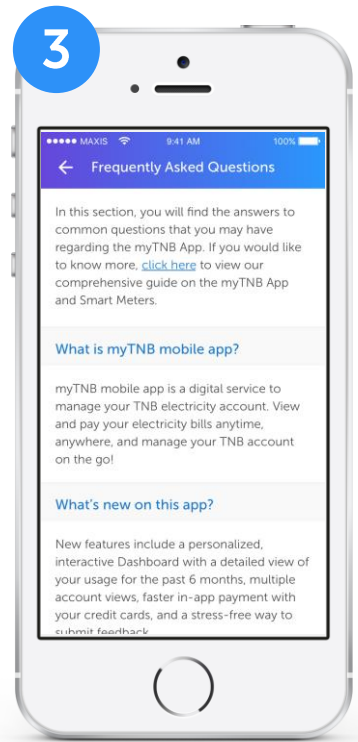 3
MAXIS 9:41 AM 100%
Frequently Asked Questions
In this section, you will find the answers to
common questions that you may have
regarding the myTNB App. If you would like
to know more, click here to view our
comprehensive guide on the myTNB App
and Smart Meters.
What is myTNB mobile app?
myTNB mobile app is a digital service to
manage your TNB electricity account. View
and pay your electricity bills anytime,
anywhere, and manage your TNB account
on the go!
What's new on this app?
New features include a personalized,
interactive Dashboard with a detailed view of
your usage for the past 6 months, multiple
account views, faster in-app payment with
your credit cards, and a stress-free way to
submit feedback